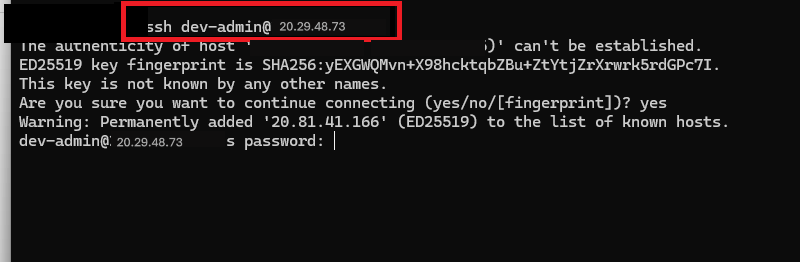 ssh dev-admin@ 20.29.48.73
The authenticity of host ' )' can't be established.
ED25519 key fingerprint is SHA256:yEXGWQMvn+X98hcktqbZBu+ZtYtjZrXrwrk5rdGPc7I.
This key is not known by any other names.
Are you sure you want to continue connecting (yes/no/[fingerprint])? yes
Warning: Permanently added '20.81.41.166' (ED25519) to the list of known hosts.
dev-admin@ 20.29.48.73 s password: